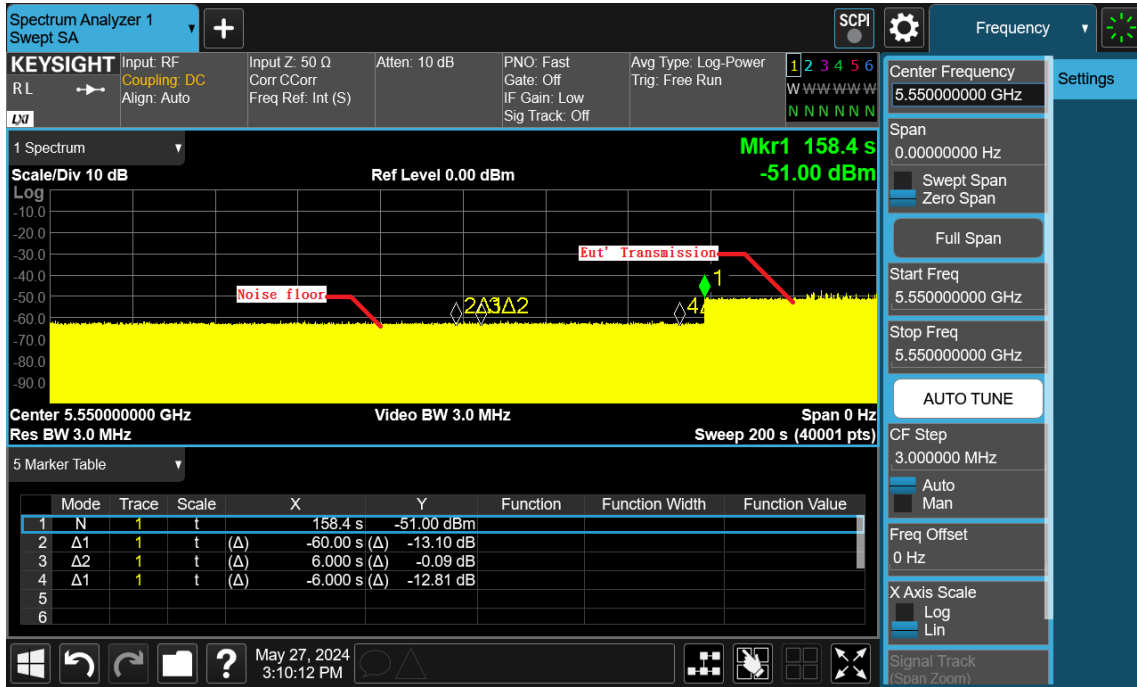 Spectrum Analyzer 1
Swept SA
+
SCPI
Frequency
KEYSIGHT
RL
LXI
Input: RF
Coupling: DC
Align: Auto
Input Z: 50 Ω
Corr CCorr
Freq Ref: Int (S)
Atten: 10 dB
PNO: Fast
Gate: Off
IF Gain: Low
Sig Track: Off
Avg Type: Log-Power
Trig: Free Run
1 2 3 4 5 6
W W W W W W
N N N N N N
1 Spectrum
Mkr1 158.4 s
-51.00 dBm
Scale/Div 10 dB
Ref Level 0.00 dBm
Log
-10.0
-20.0
-30.0
-40.0
-50.0
-60.0
-70.0
-80.0
-90.0
Eut' Transmission
Noise floor
1
2Δ
3Δ2
4
Center 5.550000000 GHz
Video BW 3.0 MHz
Span 0 Hz
Res BW 3.0 MHz
Sweep 200 s (40001 pts)
5 Marker Table
Mode Trace Scale X Y Function Function Width Function Value
1 N 1 t 158.4 s -51.00 dBm
2 Δ1 1 t (Δ) -60.00 s (Δ) -13.10 dB
3 Δ2 1 t (Δ) 6.000 s (Δ) -0.09 dB
4 Δ1 1 t (Δ) -6.000 s (Δ) -12.81 dB
5
6
?
May 27, 2024
3:10:12 PM
Center Frequency
5.550000000 GHz
Span
0.00000000 Hz
Swept Span
Zero Span
Full Span
Start Freq
5.550000000 GHz
Stop Freq
5.550000000 GHz
AUTO TUNE
CF Step
3.000000 MHz
Auto
Man
Freq Offset
0 Hz
X Axis Scale
Log
Lin
Signal Track
(Span Zoom)
Settings